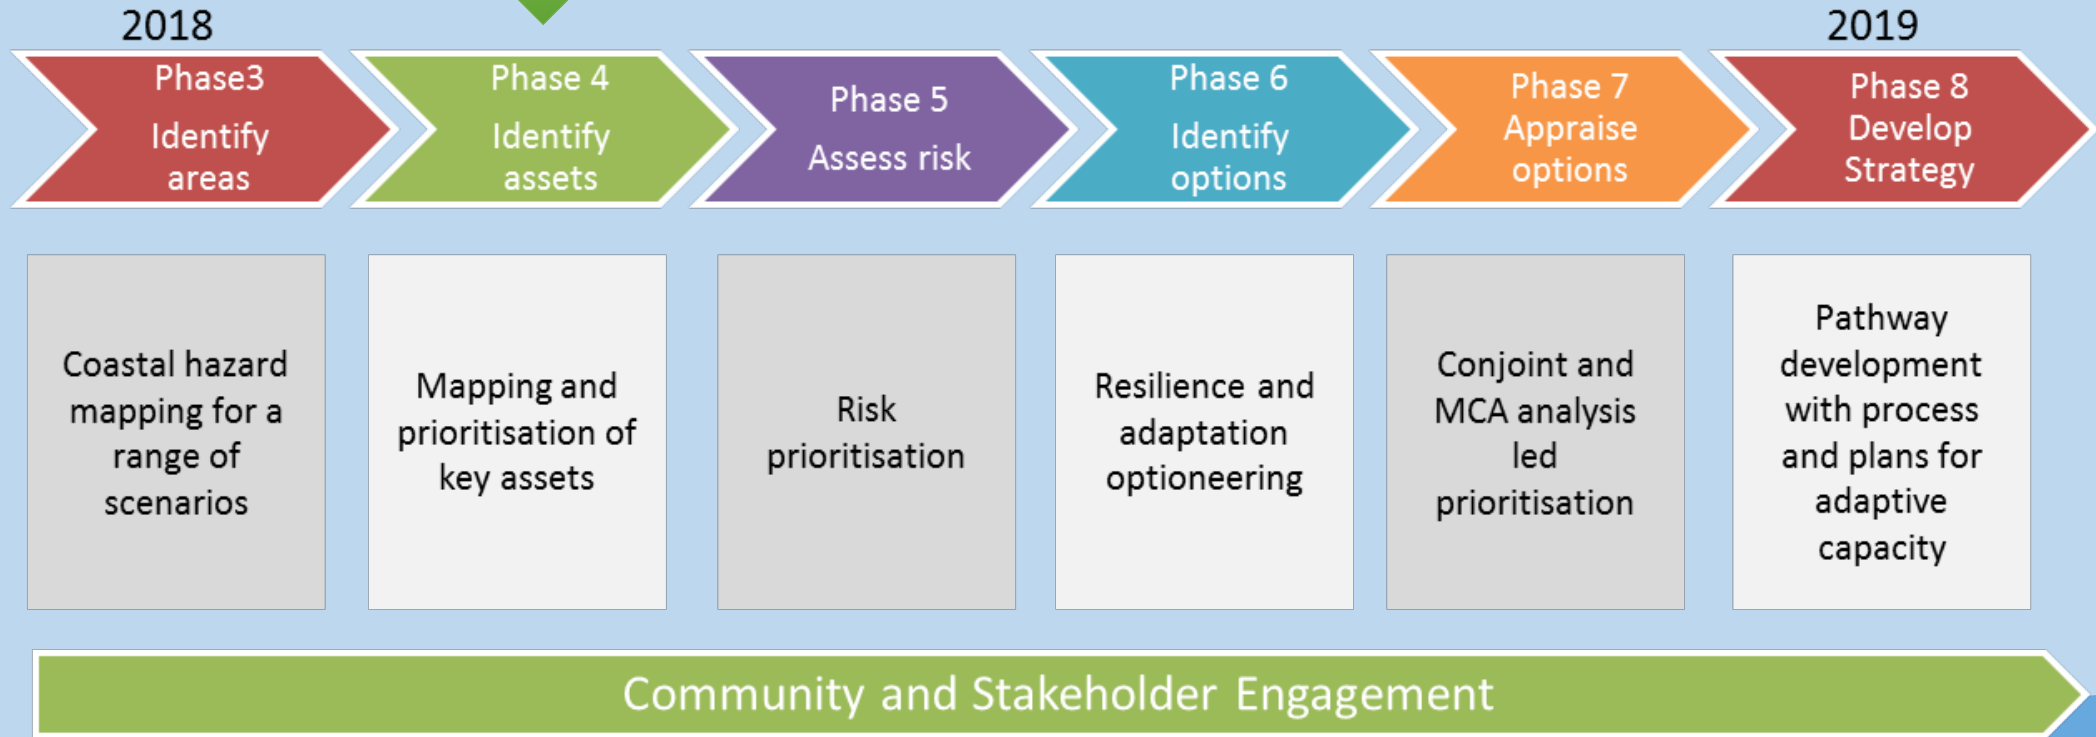 2018
2019
Phase3
Identify
areas
Phase 4
Identify
assets
Phase 5
Assess risk
Phase 6
Identify
options
Phase 7
Appraise
options
Phase 8
Develop
Strategy
Coastal hazard
mapping for a
range of
scenarios
Mapping and
prioritisation of
key assets
Risk
prioritisation
Resilience and
adaptation
optioneering
Conjoint and
MCA analysis
led
prioritisation
Pathway
development
with process
and plans for
adaptive
capacity
Community and Stakeholder Engagement